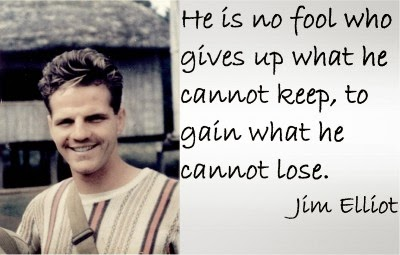 He is no fool who
gives up what he
cannot keep, to
gain what he
cannot lose.
Jim Elliot